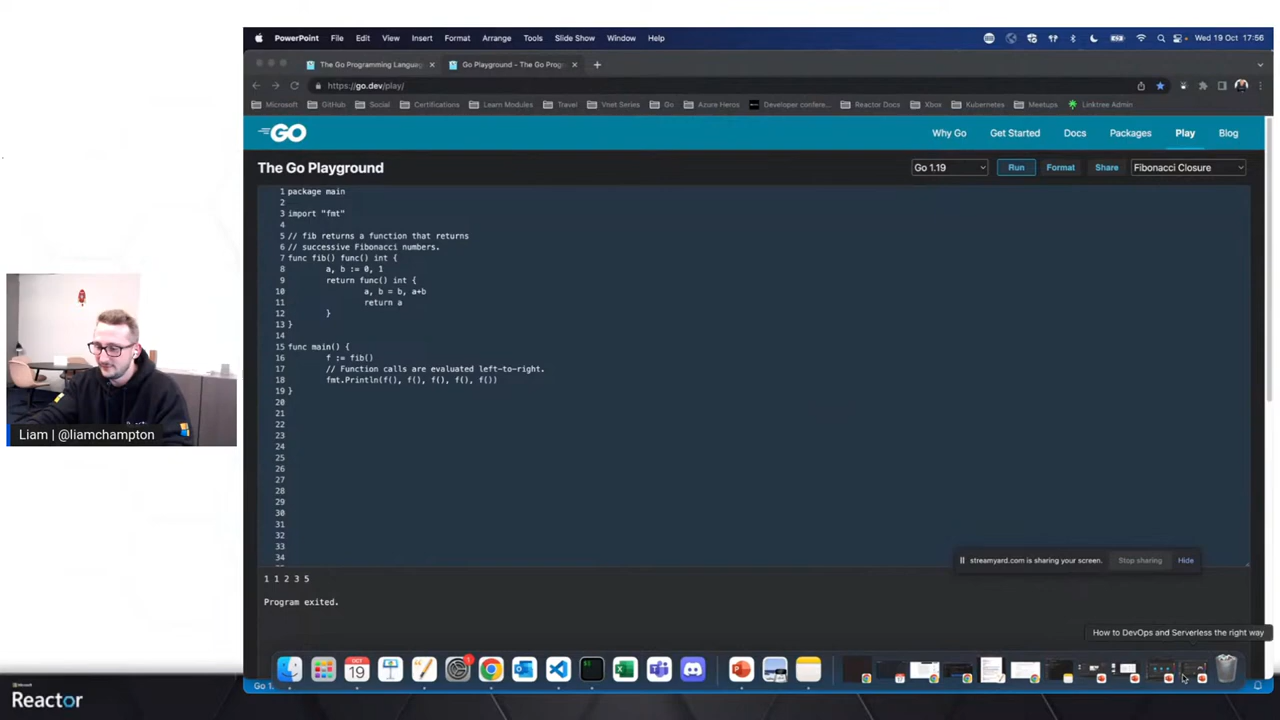 PowerPoint File Edit View Insert Format Arrange Tools Slide Show Window Help Wed 19 Oct 17:56
The Go Programming Languag Go Playground - The Go Prog
https://go.dev/play/
Microsoft GitHub Social Certifications Learn Modules Travel Vnet Series Go Azure Heros Developer confere... Reactor Docs Xbox Kubernetes Meetups Linktree Admin
GO Why Go Get Started Docs Packages Play Blog
The Go Playground Go 1.19 Run Format Share Fibonacci Closure
1 package main
2
3 import "fmt"
4
5 // fib returns a function that returns
6 // successive Fibonacci numbers.
7 func fib() func() int {
8 a, b := 0, 1
9 return func() int {
10 a, b = b, a+b
11 return a
12 }
13 }
14
15 func main() {
16 f := fib()
17 // Function calls are evaluated left-to-right.
18 fmt.Println(f(), f(), f(), f(), f())
19 }
20
21
22
23
24
25
26
27
28
29
30
31
32
33
34
streamyard.com is sharing your screen. Stop sharing Hide
1 1 2 3 5
Program exited.
Liam | @liamchampton
How to DevOps and Serverless the right way
OCT
19
1
Go 1.
Microsoft
Reactor